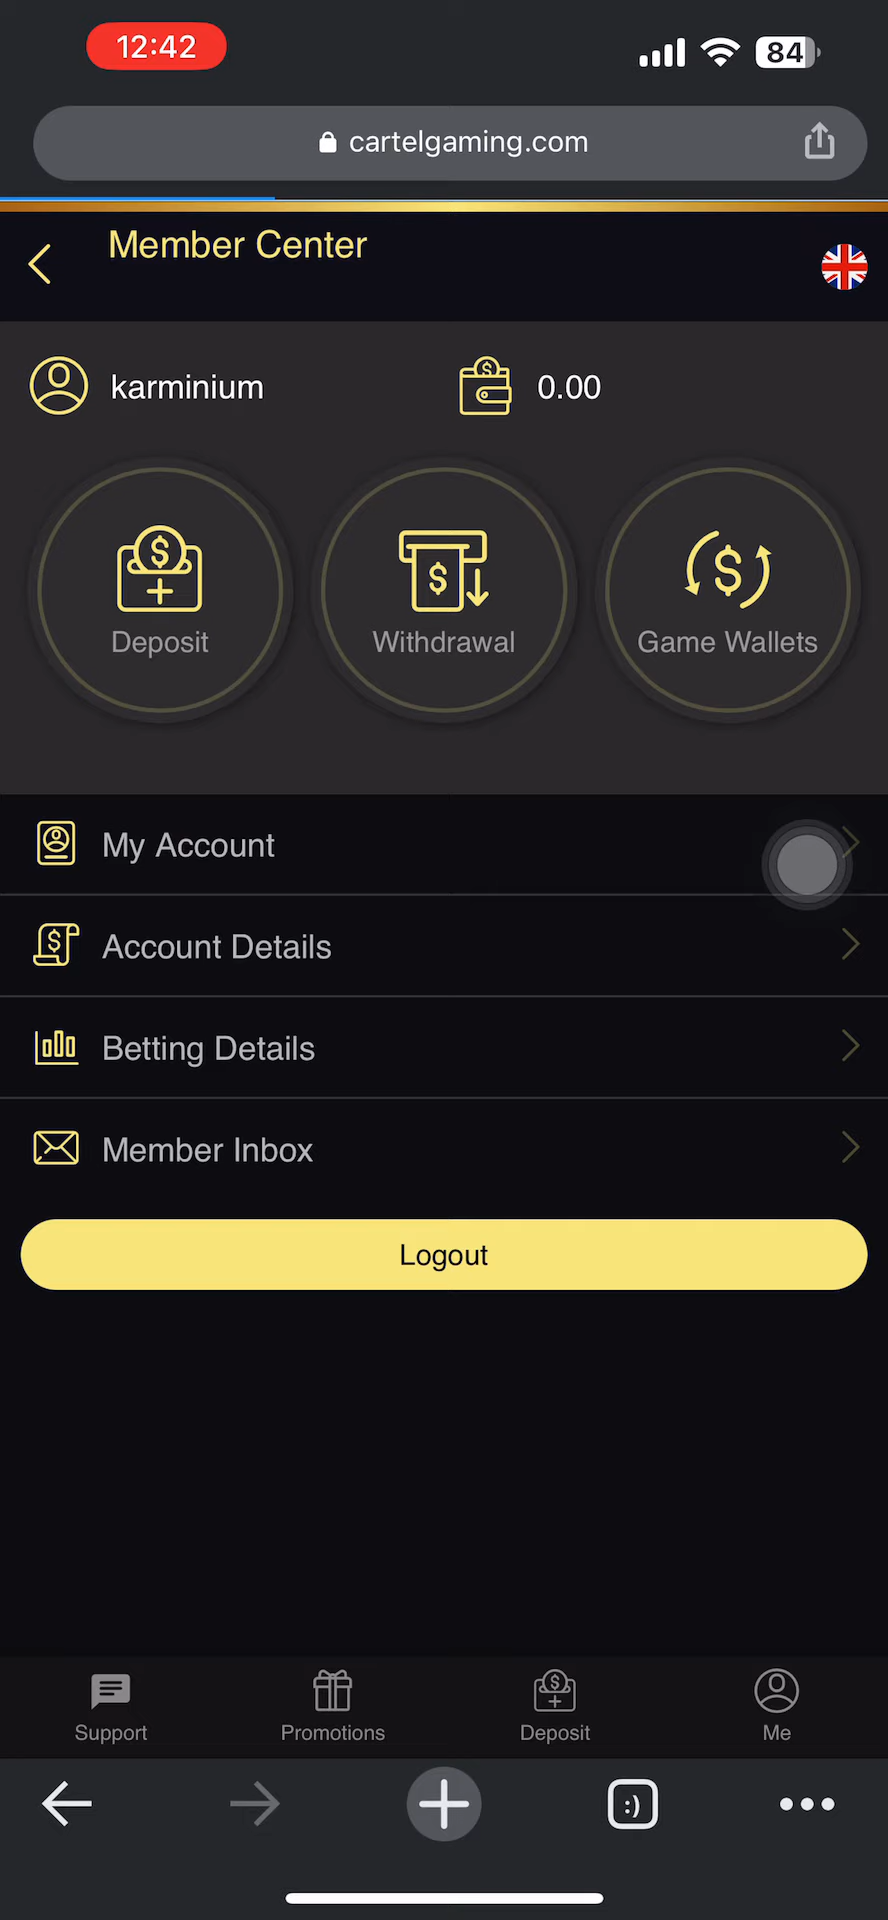 12:42
84
cartelgaming.com
Member Center
karminium
0.00
Deposit
Withdrawal
Game Wallets
My Account
Account Details
Betting Details
Member Inbox
Logout
Support
Promotions
Deposit
Me
:)